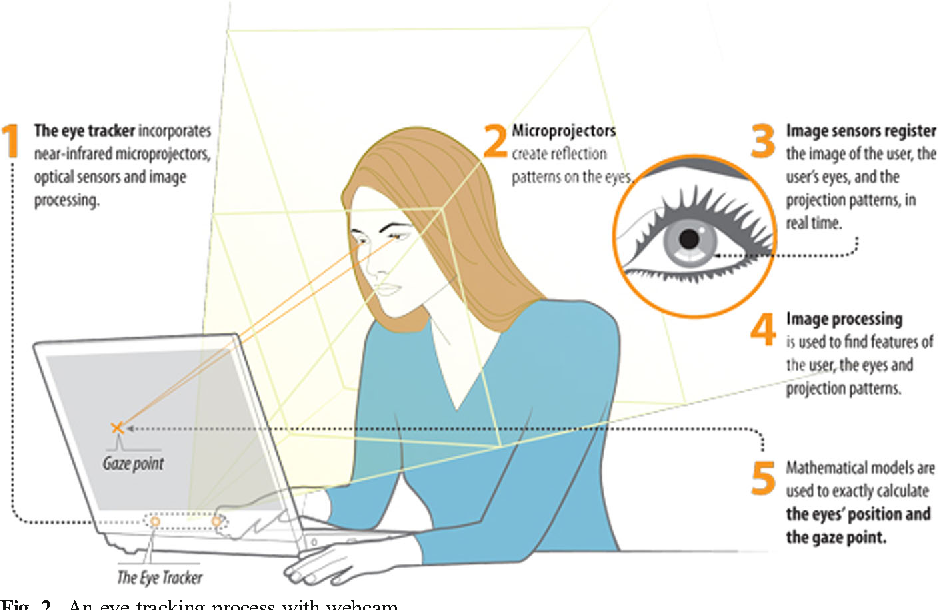 1
The eye tracker incorporates
near-infrared microprojectors,
optical sensors and image
processing.
2
Microprojectors
create reflection
patterns on the eyes.
3
Image sensors register
the image of the user, the
user's eyes, and the
projection patterns, in
real time.
4
Image processing
is used to find features of
the user, the eyes and
projection patterns.
5
Mathematical models are
used to exactly calculate
the eyes' position and
the gaze point.
Gaze point
The Eye Tracker
Fig. 2 An eye tracking process with webcam